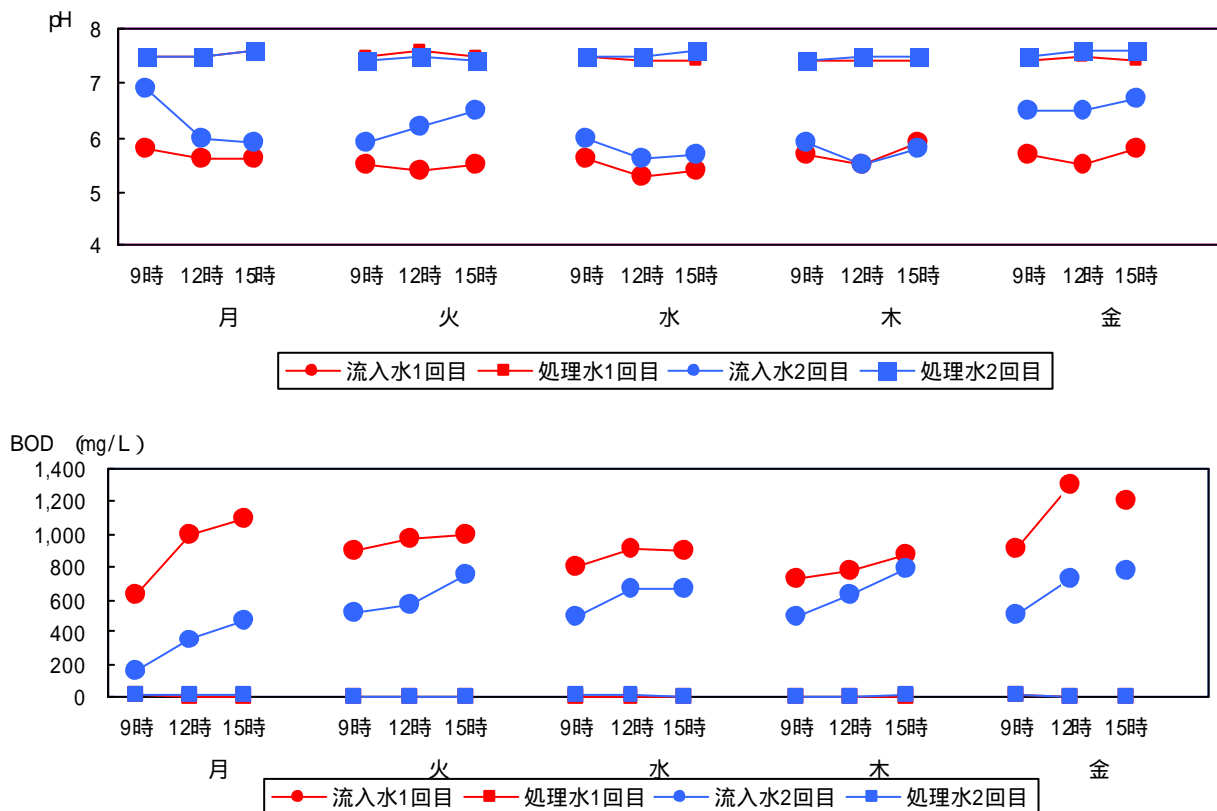 pH
8
7
6
5
4
9時 12時 15時 9時 12時 15時 9時 12時 15時 9時 12時 15時 9時 12時 15時
月 火 水 木 金
流入水1回目 処理水1回目 流入水2回目 処理水2回目
BOD (mg/L)
1,400
1,200
1,000
800
600
400
200
0
9時 12時 15時 9時 12時 15時 9時 12時 15時 9時 12時 15時 9時 12時 15時
月 火 水 木 金
流入水1回目 処理水1回目 流入水2回目 処理水2回目